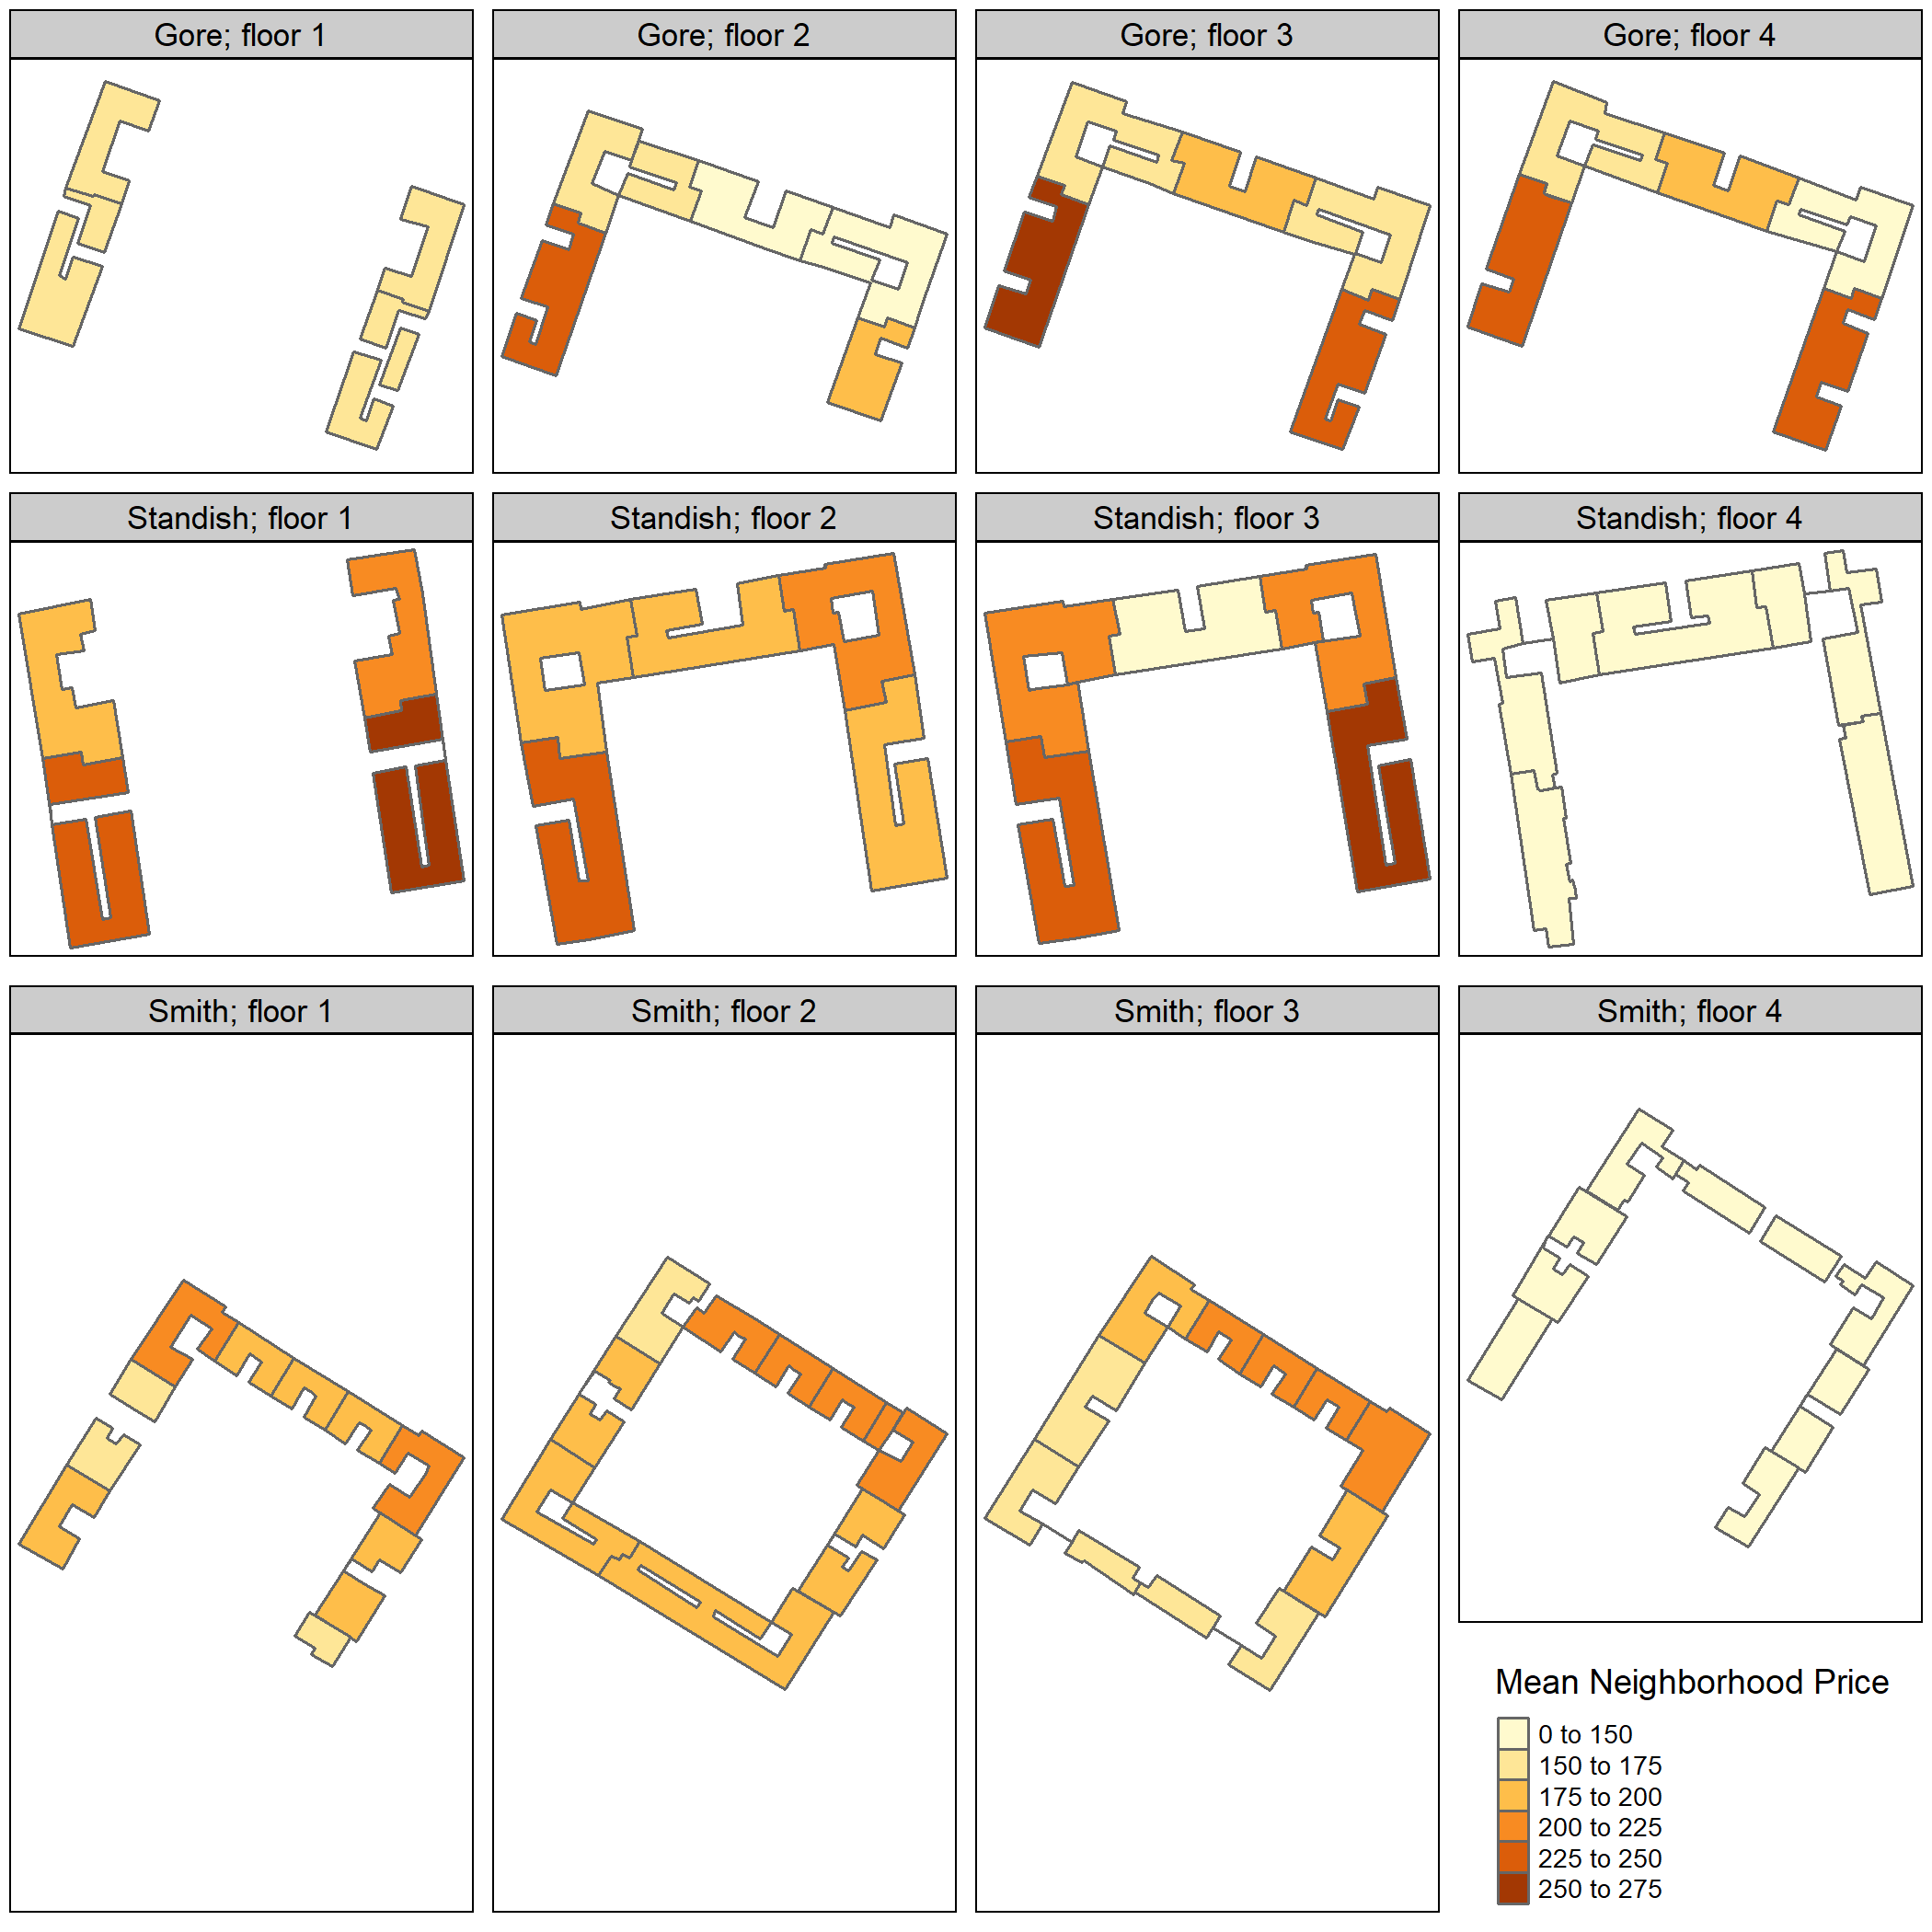 Gore; floor 1
Gore; floor 2
Gore; floor 3
Gore; floor 4
Standish; floor 1
Standish; floor 2
Standish; floor 3
Standish; floor 4
Smith; floor 1
Smith; floor 2
Smith; floor 3
Smith; floor 4
Mean Neighborhood Price
0 to 150
150 to 175
175 to 200
200 to 225
225 to 250
250 to 275